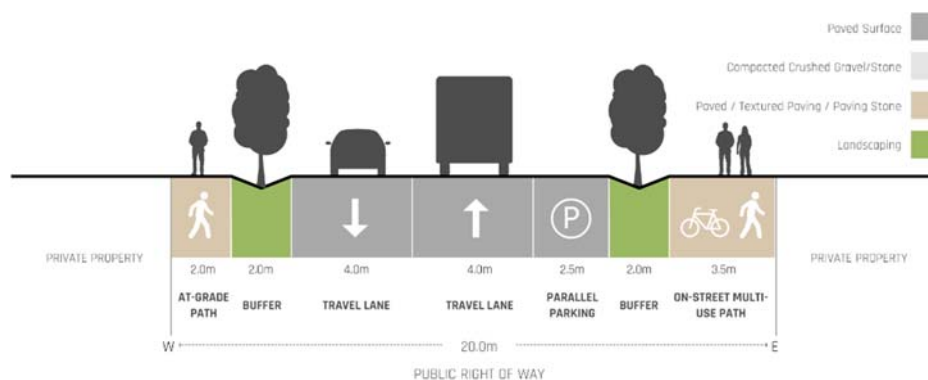 Paved Surface
Compacted Crushed Gravel/Stone
Paved / Textured Paving / Paving Stone
Landscaping
P
PRIVATE PROPERTY
PRIVATE PROPERTY
2.0m 2.0m 4.0m 4.0m 2.5m 2.0m 3.5m
AT-GRADE PATH
BUFFER
TRAVEL LANE
TRAVEL LANE
PARALLEL PARKING
BUFFER
ON-STREET MULTI-
USE PATH
W 20.0m E
PUBLIC RIGHT OF WAY